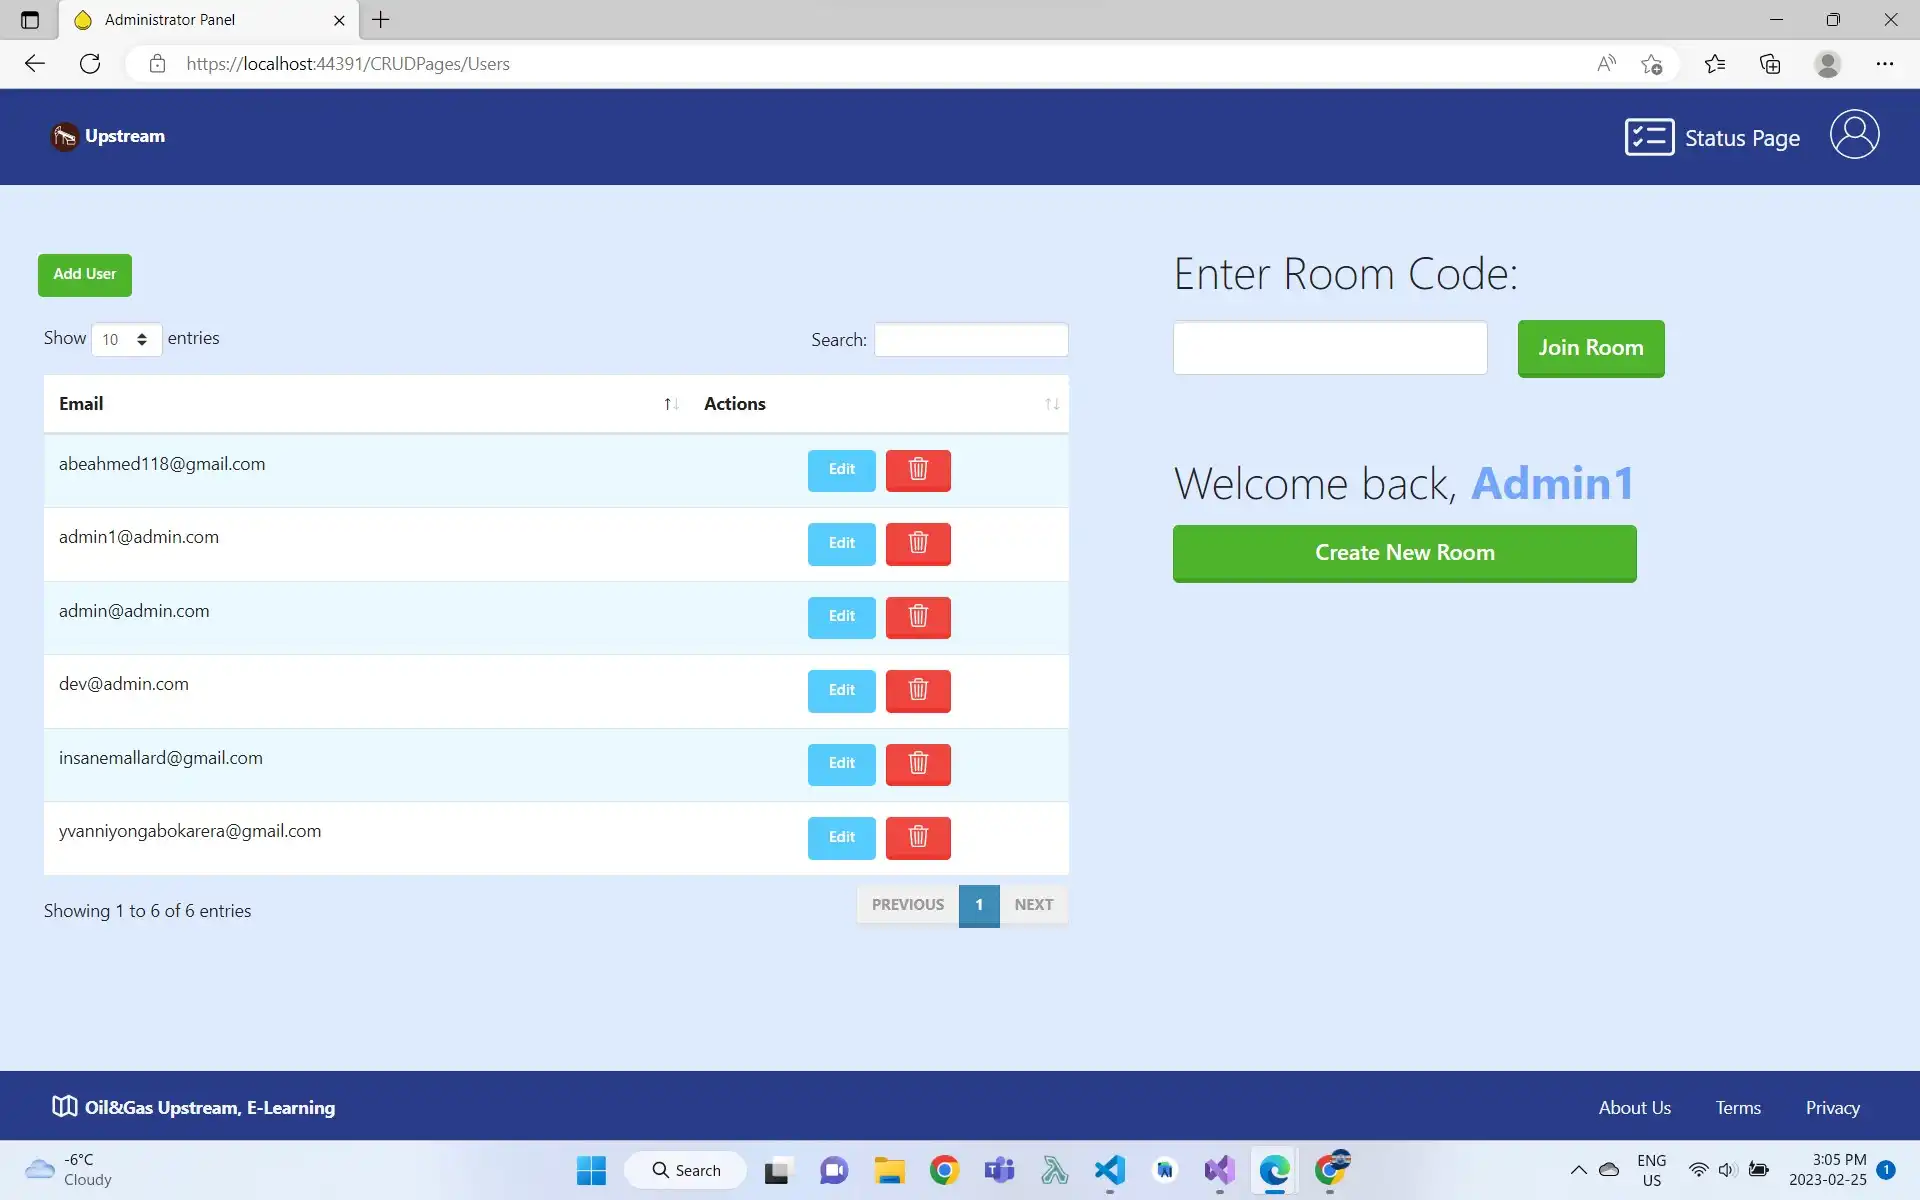 Administrator Panel
https://localhost:44391/CRUDPages/Users
Upstream
Status Page
Add User
Enter Room Code:
Show 10 entries
Search:
Join Room
Email
Actions
abeahmed118@gmail.com
Edit
admin1@admin.com
Edit
admin@admin.com
Edit
dev@admin.com
Edit
insanemallard@gmail.com
Edit
yvanniyongabokarera@gmail.com
Edit
Welcome back, Admin1
Create New Room
Showing 1 to 6 of 6 entries
PREVIOUS 1 NEXT
Oil&Gas Upstream, E-Learning
About Us
Terms
Privacy
-6°C
Cloudy
Search
ENG
US
3:05 PM
2023-02-25
1